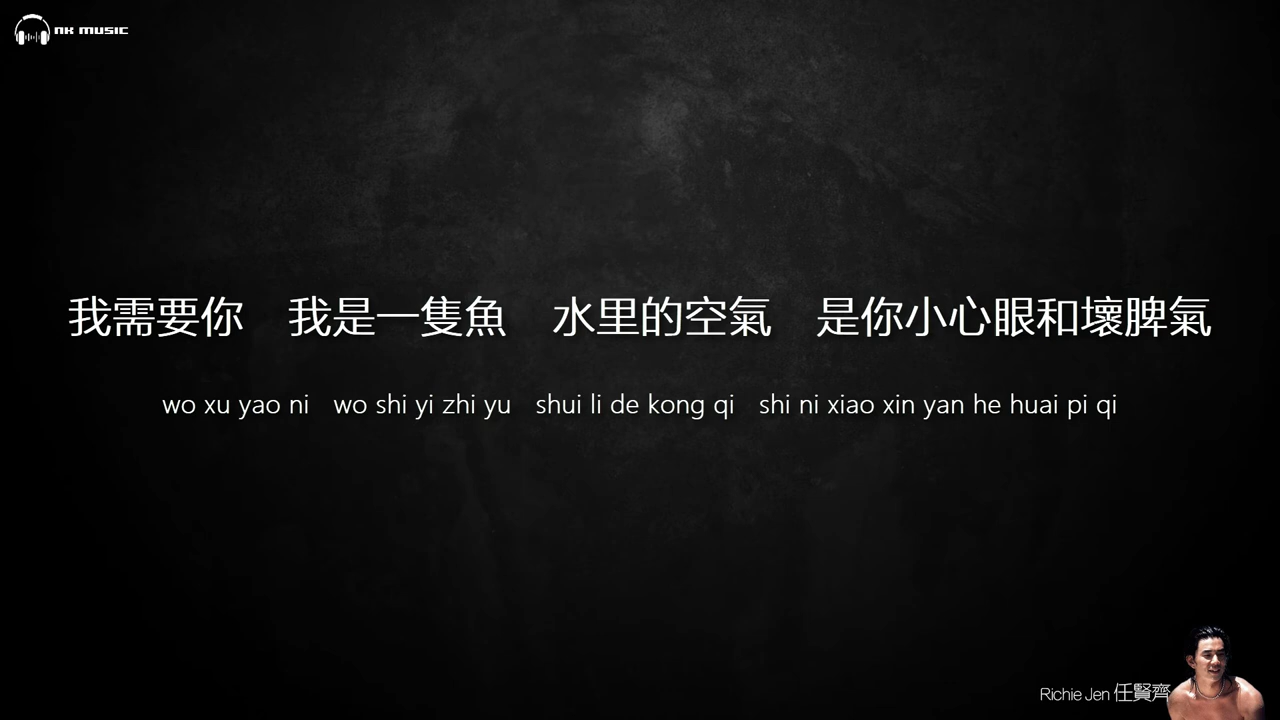 NK MUSIC
我需要你　我是一隻魚　水里的空氣　是你小心眼和壞脾氣
wo xu yao ni   wo shi yi zhi yu   shui li de kong qi   shi ni xiao xin yan he huai pi qi
Richie Jen 任賢齊